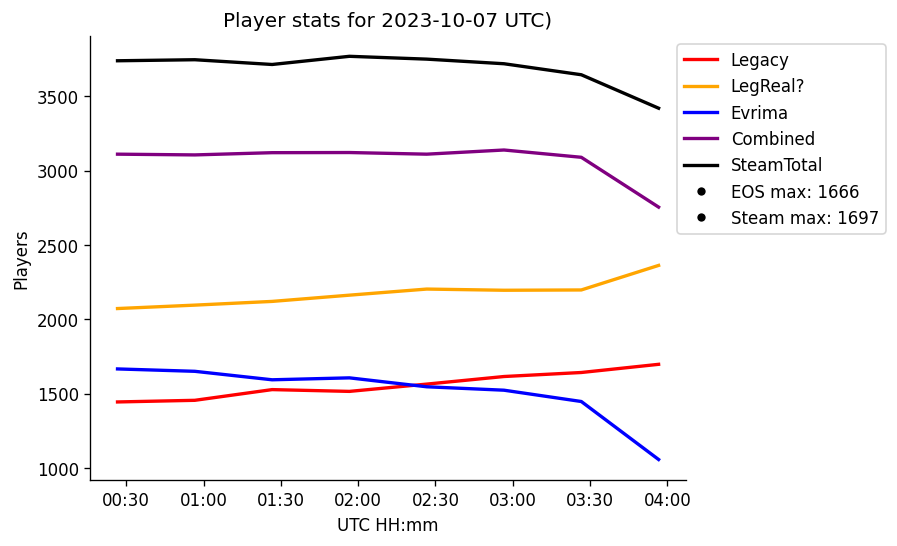 Player stats for 2023-10-07 UTC)
Legacy
LegReal?
Evrima
Combined
SteamTotal
EOS max: 1666
Steam max: 1697
Players
3500
3000
2500
2000
1500
1000
00:30 01:00 01:30 02:00 02:30 03:00 03:30 04:00
UTC HH:mm